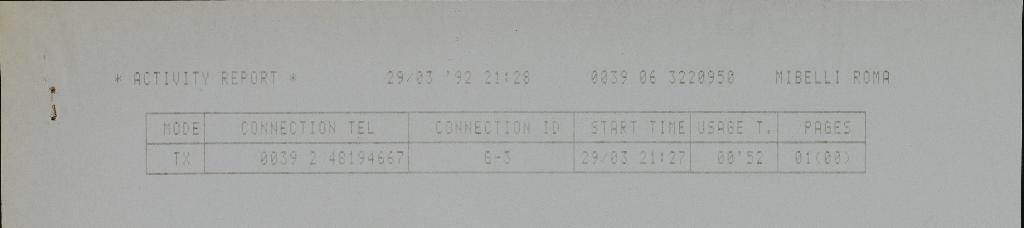 * ACTIVITY REPORT * 29/03 '92 21:28 0039 06 3220950 MIBELLI ROMA
MODE CONNECTION TEL CONNECTION ID START TIME USAGE T. PAGES
TX 0039 2 48194667 G-3 29/03 21:27 00'52 01(00)